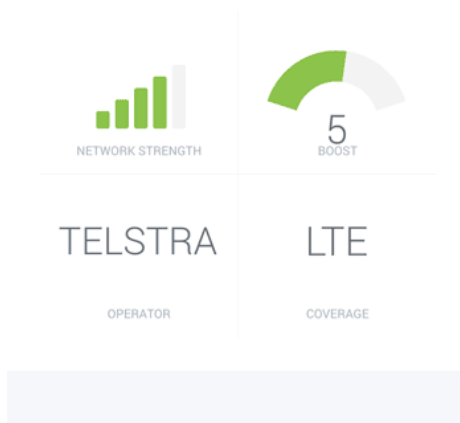 NETWORK STRENGTH
5
BOOST
TELSTRA
LTE
OPERATOR
COVERAGE